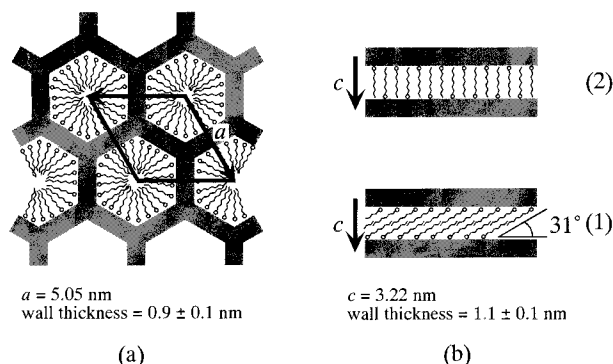 a
c
(2)
c
31°
(1)
a = 5.05 nm
wall thickness = 0.9 ± 0.1 nm
c = 3.22 nm
wall thickness = 1.1 ± 0.1 nm
(a)
(b)